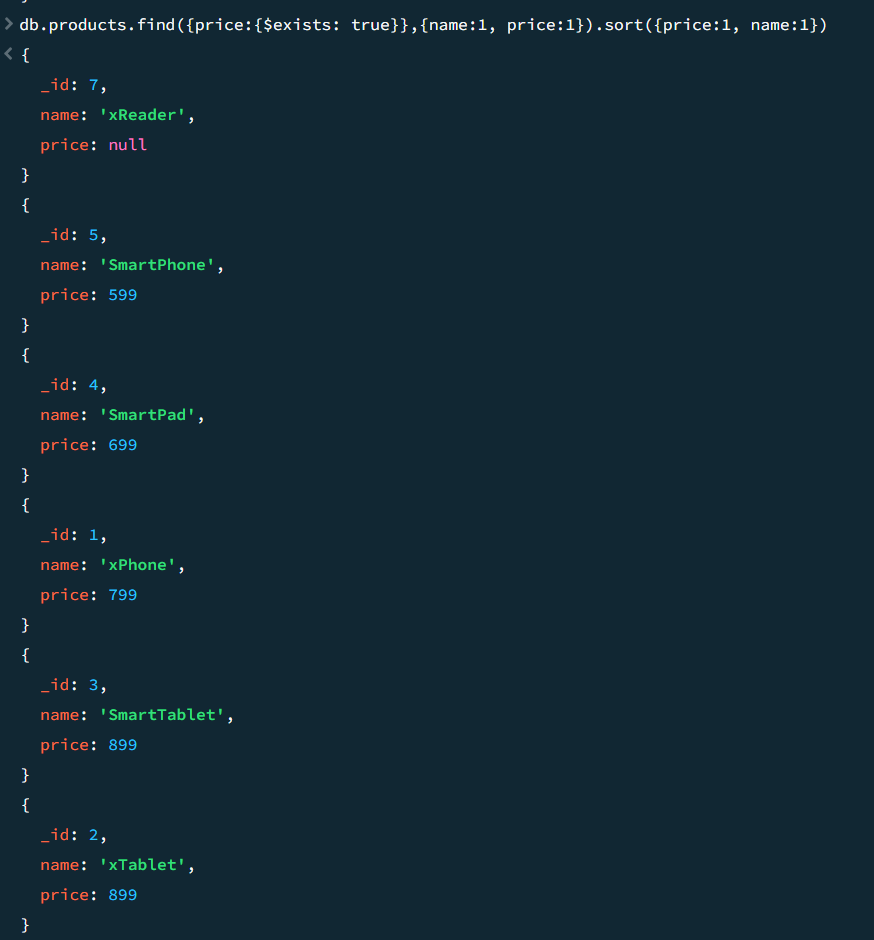 db.products.find({price:{$exists: true}},{name:1, price:1}).sort({price:1, name:1})
{
_id: 7,
name: 'xReader',
price: null
}
{
_id: 5,
name: 'SmartPhone',
price: 599
}
{
_id: 4,
name: 'SmartPad',
price: 699
}
{
_id: 1,
name: 'xPhone',
price: 799
}
{
_id: 3,
name: 'SmartTablet',
price: 899
}
{
_id: 2,
name: 'xTablet',
price: 899
}